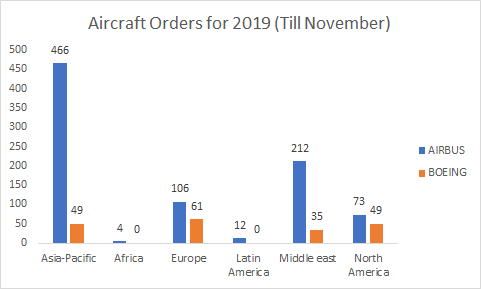 Aircraft Orders for 2019 (Till November)
500
450
400
350
300
250
200
150
100
50
0
466
49
4
0
106
61
12
0
212
35
73
49
Asia-Pacific
Africa
Europe
Latin
America
Middle east
North
America
AIRBUS
BOEING